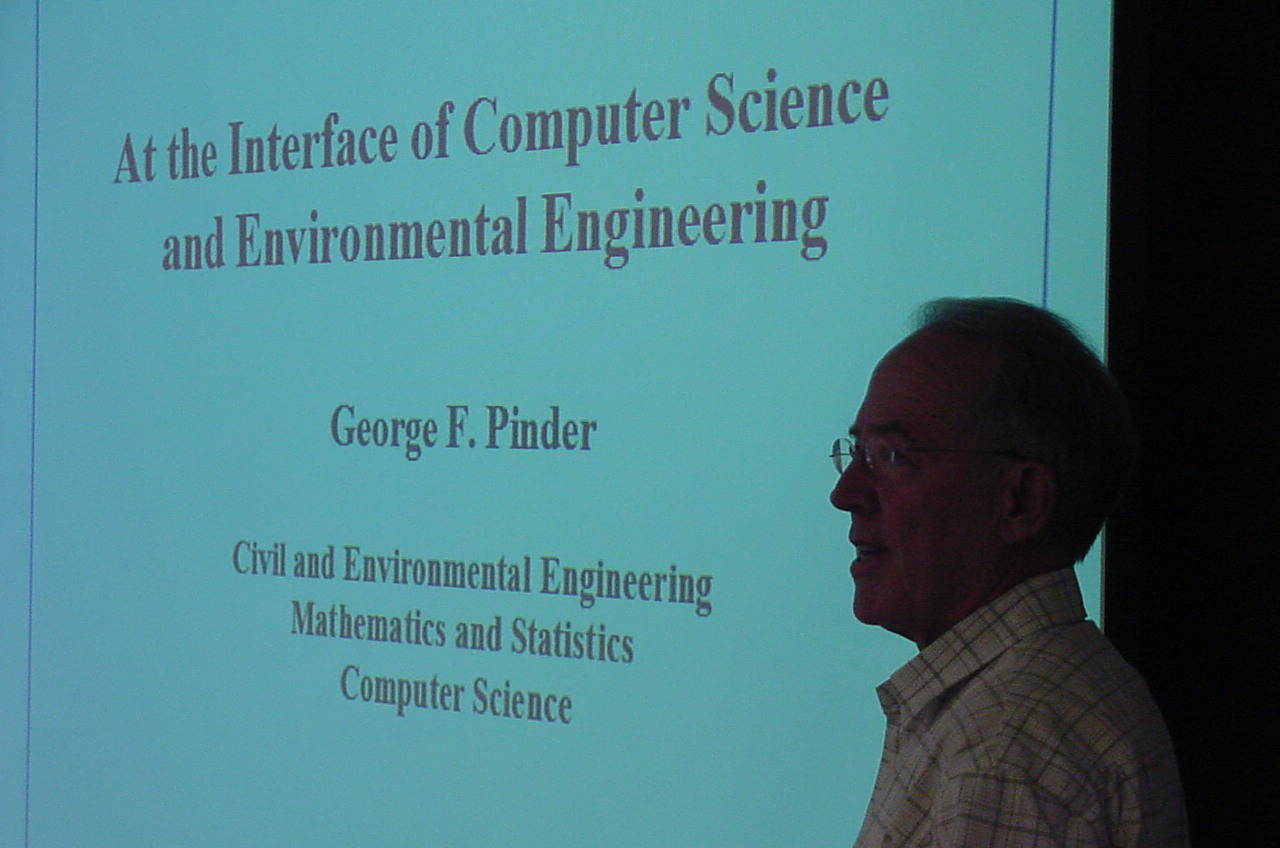 At the Interface of Computer Science
and Environmental Engineering
George F. Pinder
Civil and Environmental Engineering
Mathematics and Statistics
Computer Science